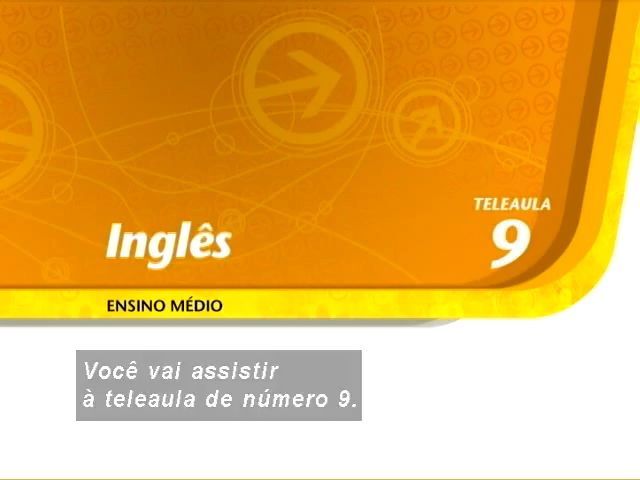 TELEAULA
Inglês 9
ENSINO MÉDIO
Você vai assistir
à teleaula de número 9.